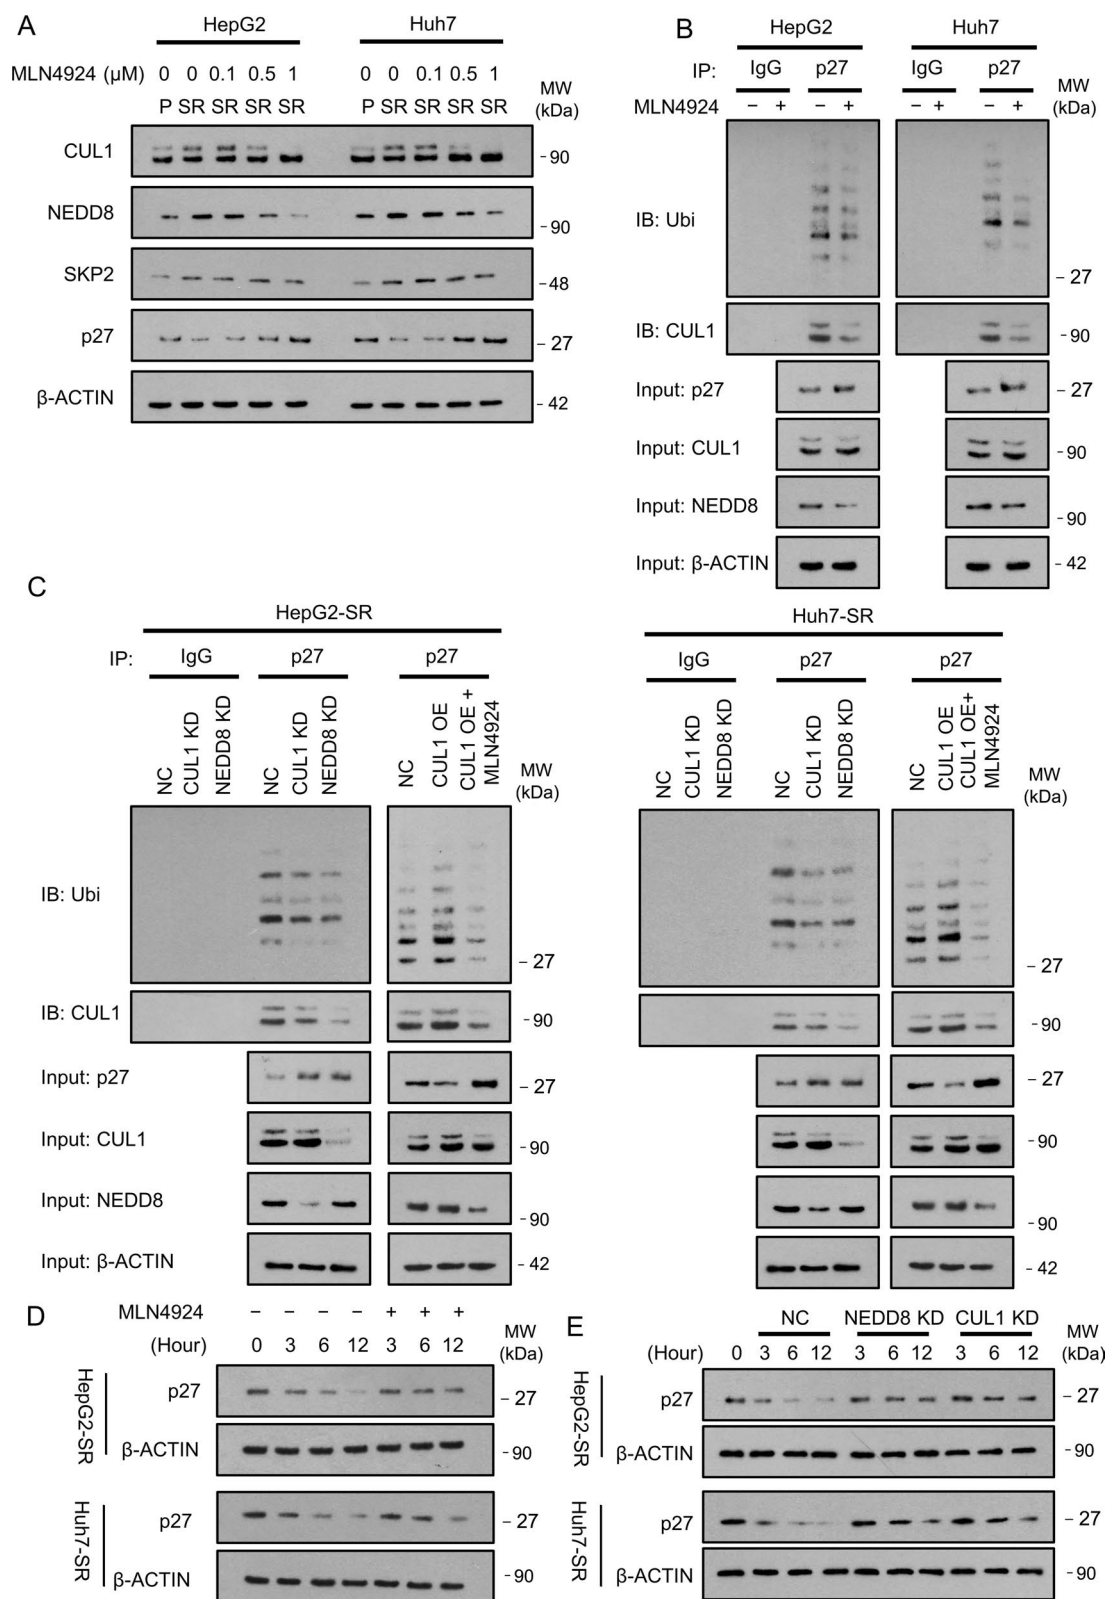 A
HepG2 Huh7
MLN4924 (μM) 0 0 0.1 0.5 1 0 0 0.1 0.5 1
MW
(kDa)
P SR SR SR SR P SR SR SR SR
CUL1 -90
NEDD8 -90
SKP2 -48
p27 - 27
β-ACTIN - 42
B
HepG2 Huh7
IP: IgG p27 IgG p27
MW
(kDa)
MLN4924 – + – + – + – +
IB: Ubi - 27
IB: CUL1 -90
Input: p27 - 27
Input: CUL1 -90
Input: NEDD8 -90
Input: β-ACTIN - 42
C
HepG2-SR
IP: IgG p27 p27
NC CUL1 KD NEDD8 KD NC CUL1 KD NEDD8 KD NC CUL1 OE CUL1 OE + MLN4924
MW
(kDa)
IB: Ubi - 27
IB: CUL1 -90
Input: p27 - 27
Input: CUL1 -90
Input: NEDD8 -90
Input: β-ACTIN - 42
Huh7-SR
IgG p27 p27
NC CUL1 KD NEDD8 KD NC CUL1 KD NEDD8 KD NC CUL1 OE CUL1 OE+ MLN4924
MW
(kDa)
- 27
-90
- 27
-90
-90
- 42
D
MLN4924 – – – – + + +
(Hour) 0 3 6 12 3 6 12
MW
(kDa)
HepG2-SR
p27 - 27
β-ACTIN -90
Huh7-SR
p27 - 27
β-ACTIN -90
E
NC NEDD8 KD CUL1 KD
(Hour) 0 3 6 12 3 6 12 3 6 12
MW
(kDa)
HepG2-SR
p27 - 27
β-ACTIN -90
Huh7-SR
p27 - 27
β-ACTIN -90